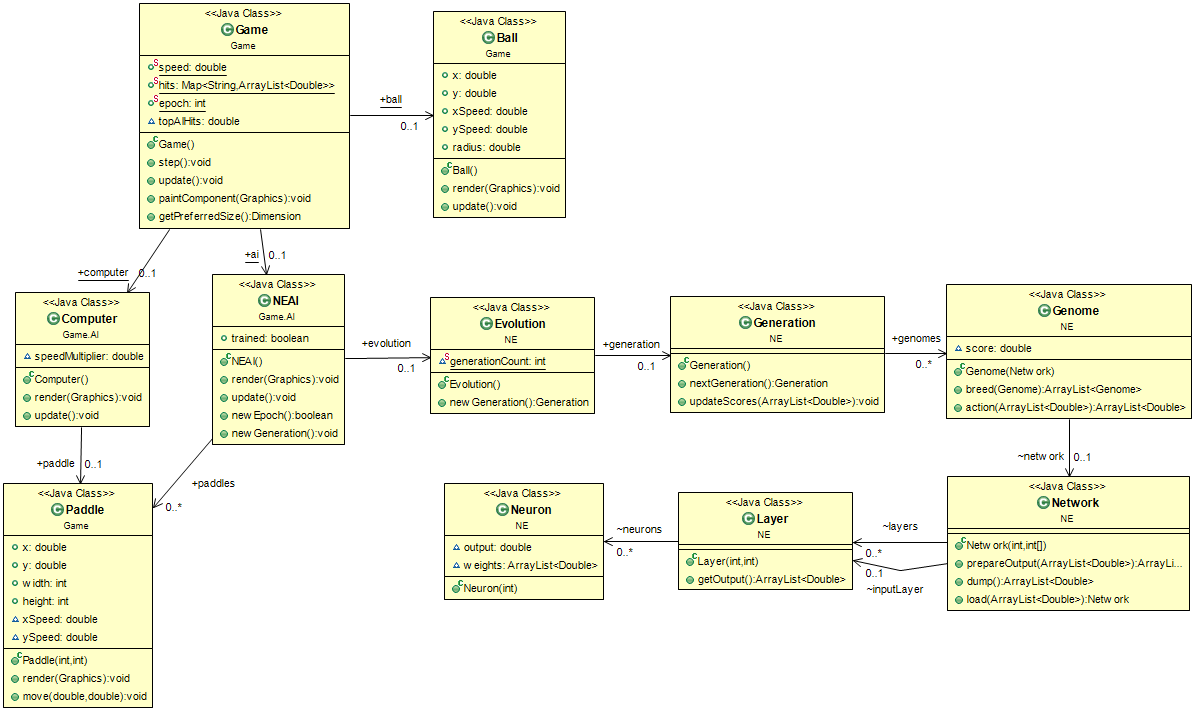 <<Java Class>>
Game
Game
speed: double
hits: Map<String,ArrayList<Double>>
epoch: int
topAIHits: double
Game()
step():void
update():void
paintComponent(Graphics):void
getPreferredSize():Dimension
<<Java Class>>
Ball
Game
x: double
y: double
xSpeed: double
ySpeed: double
radius: double
Ball()
render(Graphics):void
update():void
+ball
0..1
+computer
0..1
+ai
0..1
<<Java Class>>
Computer
Game.AI
speedMultiplier: double
Computer()
render(Graphics):void
update():void
<<Java Class>>
NEAI
Game.AI
trained: boolean
NEAI()
render(Graphics):void
update():void
newEpoch():boolean
newGeneration():void
+evolution
0..1
<<Java Class>>
Evolution
NE
generationCount: int
Evolution()
newGeneration():Generation
+generation
0..1
<<Java Class>>
Generation
NE
Generation()
nextGeneration():Generation
updateScores(ArrayList<Double>):void
+genomes
0..*
<<Java Class>>
Genome
NE
score: double
Genome(Network)
breed(Genome):ArrayList<Genome>
action(ArrayList<Double>):ArrayList<Double>
+paddle
0..1
+paddles
0..*
~network
0..1
<<Java Class>>
Paddle
Game
x: double
y: double
width: int
height: int
xSpeed: double
ySpeed: double
Paddle(int,int)
render(Graphics):void
move(double,double):void
<<Java Class>>
Neuron
NE
output: double
weights: ArrayList<Double>
Neuron(int)
~neurons
0..*
<<Java Class>>
Layer
NE
Layer(int,int)
getOutput():ArrayList<Double>
~layers
0..*
0..1
~inputLayer
<<Java Class>>
Network
NE
Network(int,int[])
prepareOutput(ArrayList<Double>):ArrayLi...
dump():ArrayList<Double>
load(ArrayList<Double>):Network